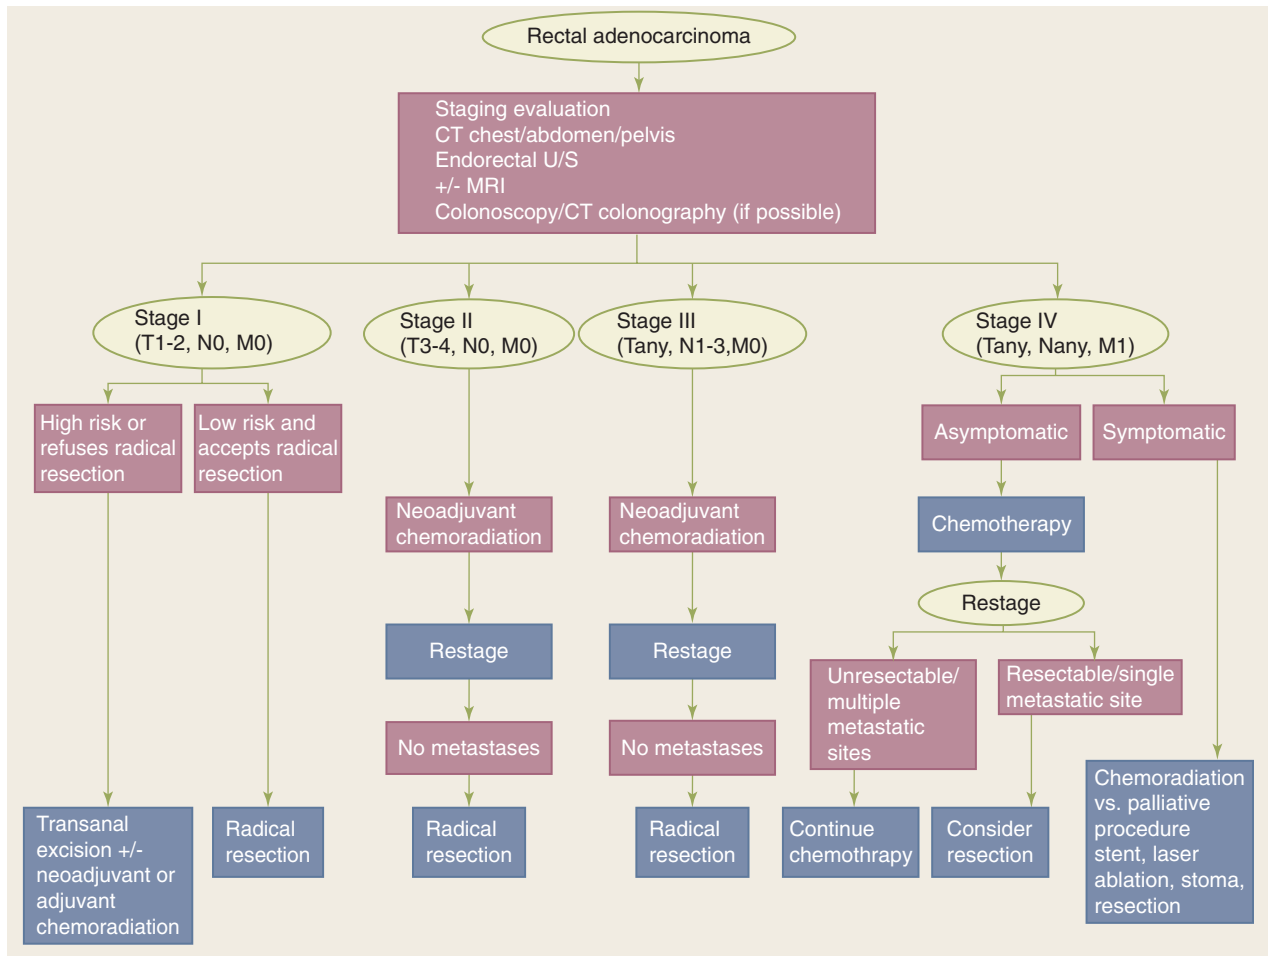 Rectal adenocarcinoma
Staging evaluation
CT chest/abdomen/pelvis
Endorectal U/S
+/- MRI
Colonoscopy/CT colonography (if possible)
Stage I
(T1-2, N0, M0)
Stage II
(T3-4, N0, M0)
Stage III
(Tany, N1-3,M0)
Stage IV
(Tany, Nany, M1)
High risk or
refuses radical
resection
Low risk and
accepts radical
resection
Asymptomatic
Symptomatic
Neoadjuvant
chemoradiation
Neoadjuvant
chemoradiation
Chemotherapy
Restage
Restage
Restage
Unresectable/
multiple
metastatic
sites
Resectable/single
metastatic site
No metastases
No metastases
Transanal
excision +/-
neoadjuvant or
adjuvant
chemoradiation
Radical
resection
Radical
resection
Radical
resection
Continue
chemothrapy
Consider
resection
Chemoradiation
vs. palliative
procedure
stent, laser
ablation, stoma,
resection